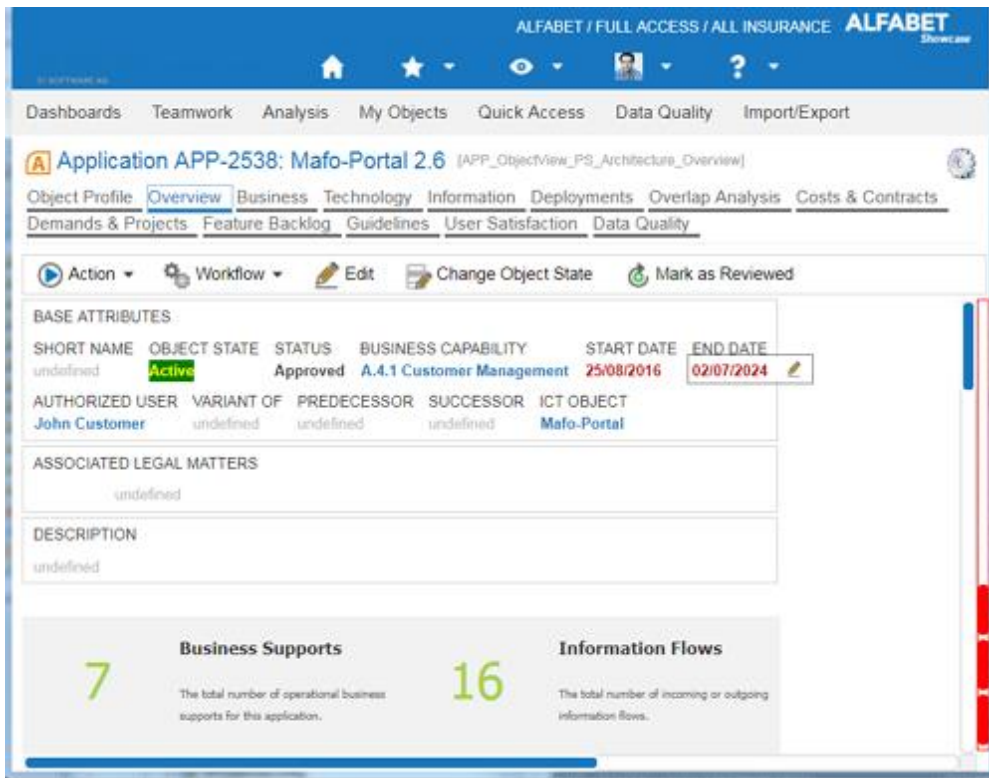 ALFABET / FULL ACCESS / ALL INSURANCE ALFABET
Showcase
Dashboards Teamwork Analysis My Objects Quick Access Data Quality Import/Export
A Application APP-2538: Mafo-Portal 2.6 [APP_ObjectView_PS_Architecture_Overview]
Object Profile Overview Business Technology Information Deployments Overlap Analysis Costs & Contracts
Demands & Projects Feature Backlog Guidelines User Satisfaction Data Quality
Action Workflow Edit Change Object State Mark as Reviewed
BASE ATTRIBUTES
SHORT NAME OBJECT STATE STATUS BUSINESS CAPABILITY START DATE END DATE
undefined Active Approved A.4.1 Customer Management 25/08/2016 02/07/2024
AUTHORIZED USER VARIANT OF PREDECESSOR SUCCESSOR ICT OBJECT
John Customer undefined undefined undefined Mafo-Portal
ASSOCIATED LEGAL MATTERS
undefined
DESCRIPTION
undefined
7 Business Supports 16 Information Flows
The total number of operational business The total number of incoming or outgoing
supports for this application. information flows.